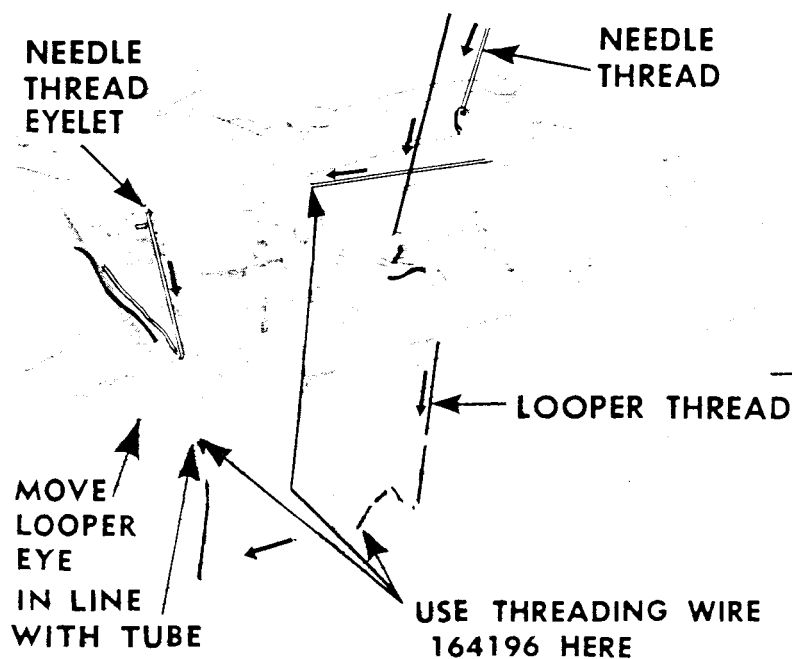 NEEDLE
THREAD
EYELET
NEEDLE
THREAD
LOOPER THREAD
MOVE
LOOPER
EYE
IN LINE
WITH TUBE
USE THREADING WIRE
164196 HERE